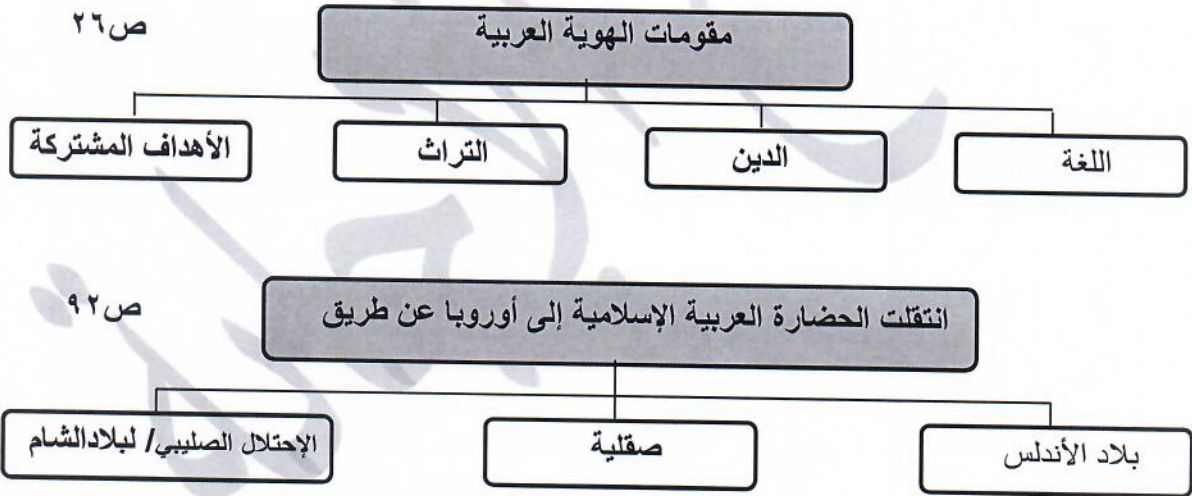 مقومات الهوية العربية
ص٢٦
اللغة
الدين
التراث
الأهداف المشتركة
انتقلت الحضارة العربية الإسلامية إلى أوروبا عن طريق
ص٩٢
بلاد الأندلس
صقلية
الإحتلال الصليبي/ لبلادالشام